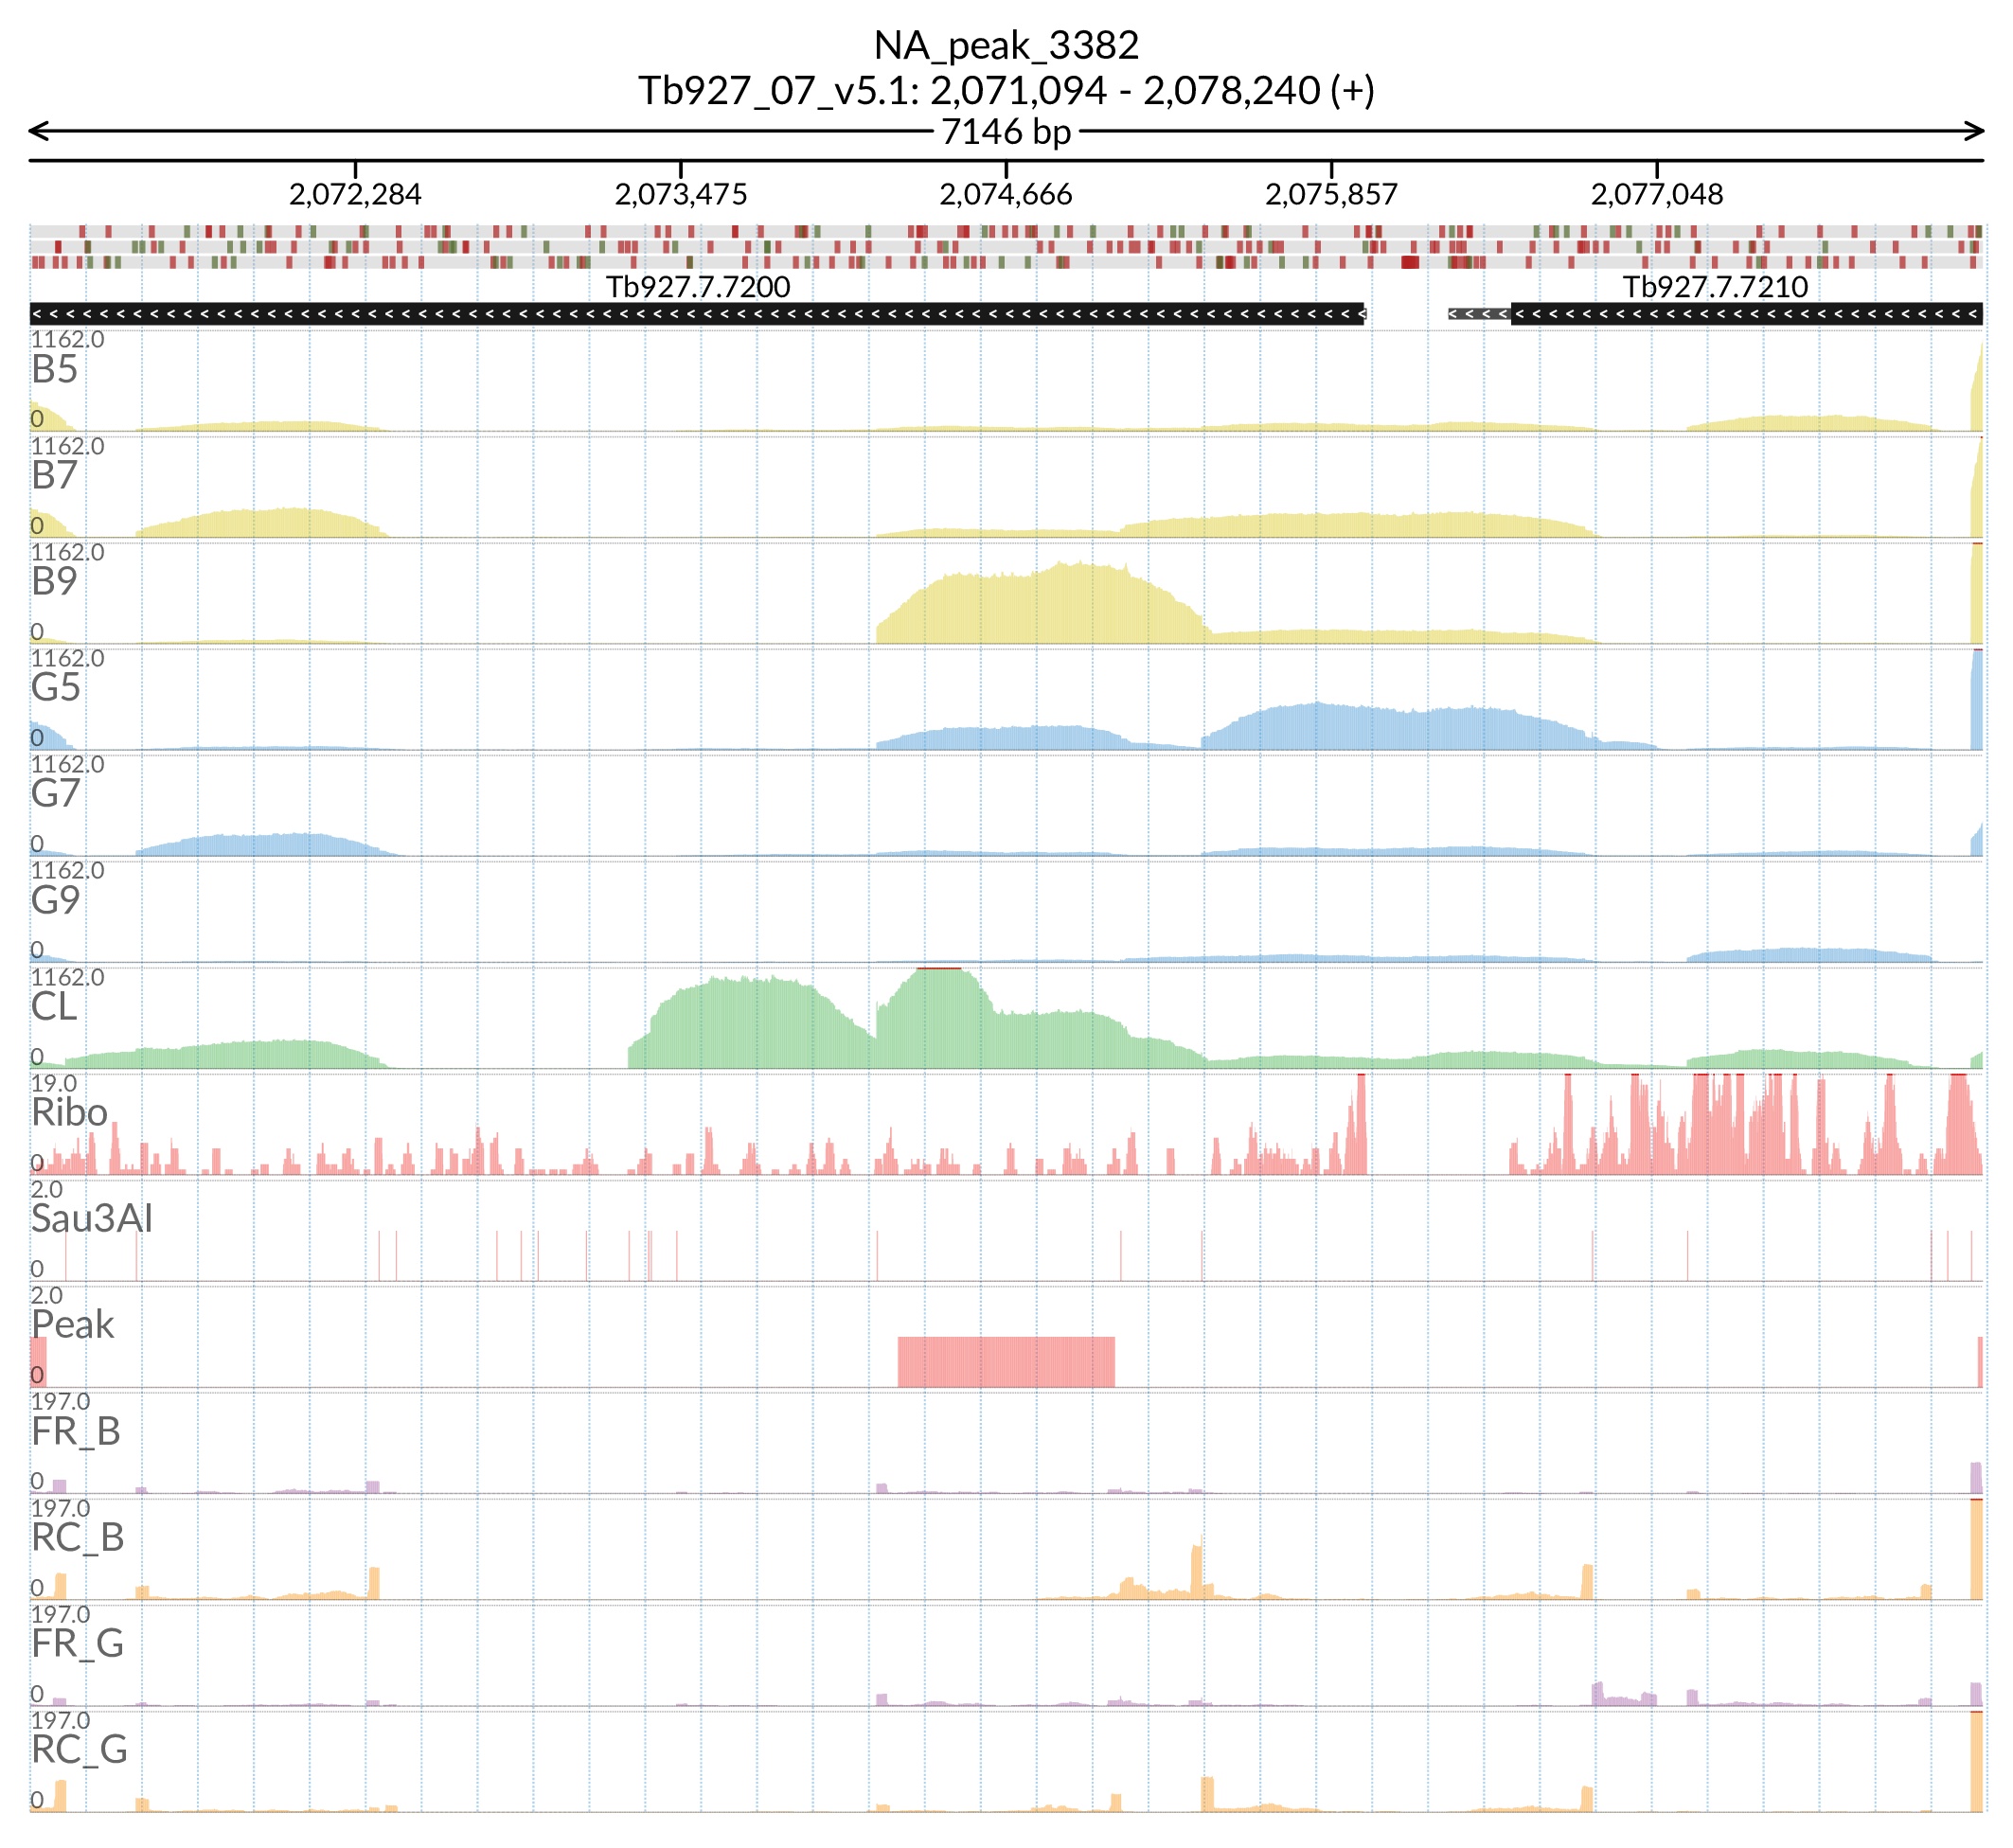 NA_peak_3382
Tb927_07_v5.1: 2,071,094 - 2,078,240 (+)
7146 bp
2,072,284 2,073,475 2,074,666 2,075,857 2,077,048
Tb927.7.7200 Tb927.7.7210
1162.0
B5
0
1162.0
B7
0
1162.0
B9
0
1162.0
G5
0
1162.0
G7
0
1162.0
G9
0
1162.0
CL
0
19.0
Ribo
0
2.0
Sau3AI
0
2.0
Peak
0
197.0
FR_B
0
197.0
RC_B
0
197.0
FR_G
0
197.0
RC_G
0